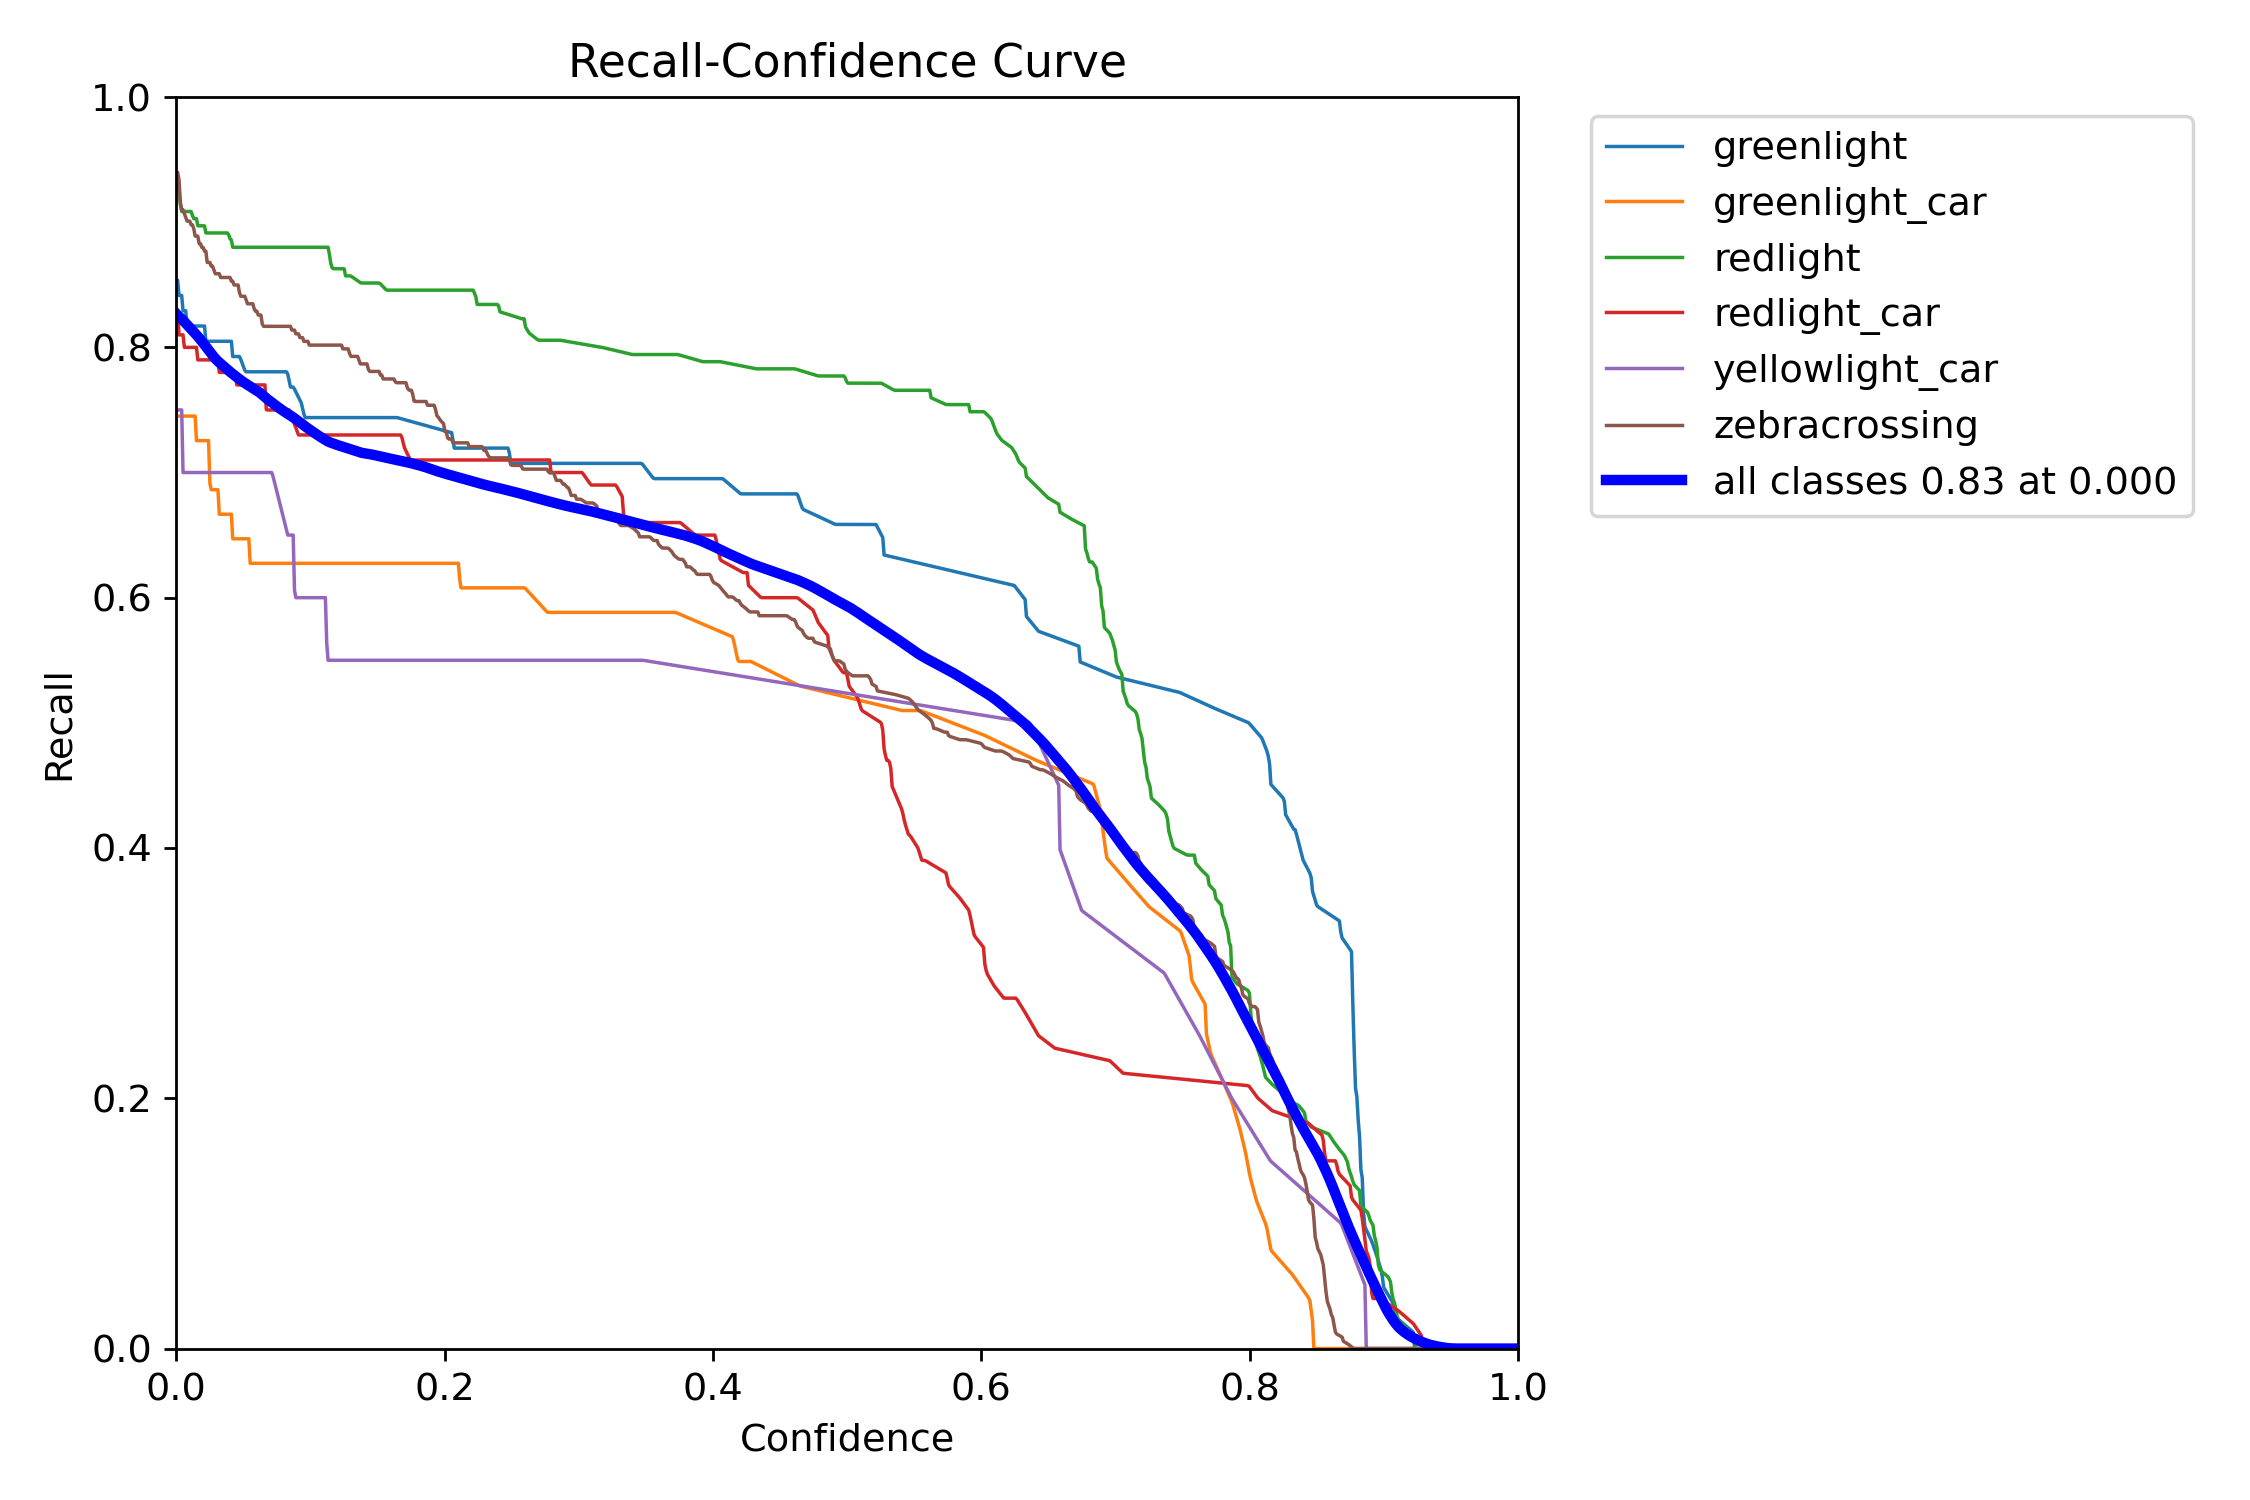 Recall-Confidence Curve
1.0
0.8
0.6
0.4
0.2
0.0
Recall
0.0 0.2 0.4 0.6 0.8 1.0
Confidence
greenlight
greenlight_car
redlight
redlight_car
yellowlight_car
zebracrossing
all classes 0.83 at 0.000